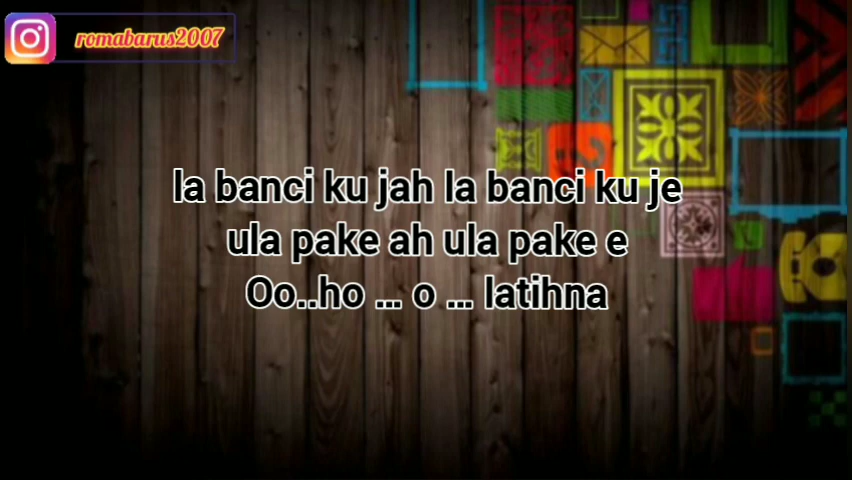 romabarus2007
la banci ku jah la banci ku je
ula pake ah ula pake e
Oo..ho ... o ... latihna